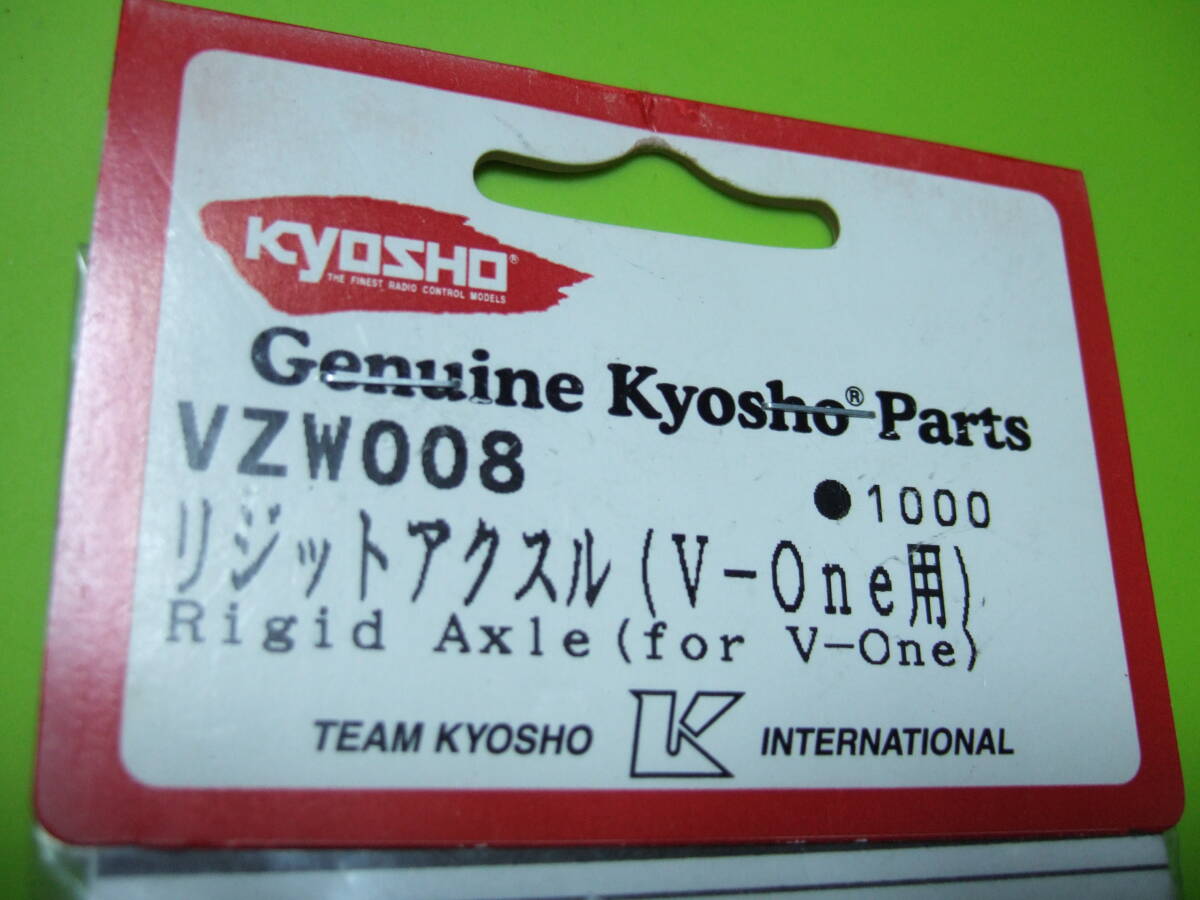 KYOSHO®
THE FINEST RADIO CONTROL MODELS
Genuine Kyosho® Parts
VZW008
●1000
リジットアクスル(V-One用)
Rigid Axle(for V-One)
TEAM KYOSHO K INTERNATIONAL